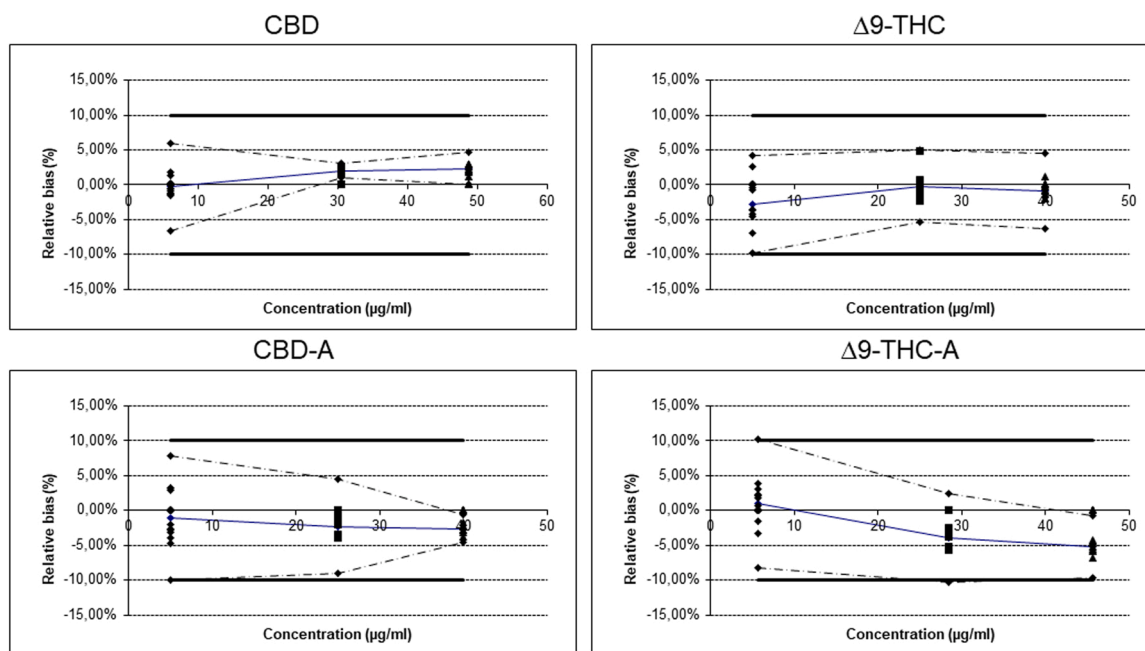 CBD
15,00%
10,00%
5,00%
0,00%
-5,00%
-10,00%
-15,00%
0 10 20 30 40 50 60
Relative bias (%)
Concentration (µg/ml)
Δ9-THC
15,00%
10,00%
5,00%
0,00%
-5,00%
-10,00%
-15,00%
0 10 20 30 40 50
Relative bias (%)
Concentration (µg/ml)
CBD-A
15,00%
10,00%
5,00%
0,00%
-5,00%
-10,00%
-15,00%
0 10 20 30 40 50
Relative bias (%)
Concentration (µg/ml)
Δ9-THC-A
15,00%
10,00%
5,00%
0,00%
-5,00%
-10,00%
-15,00%
0 10 20 30 40 50
Relative bias (%)
Concentration (µg/ml)